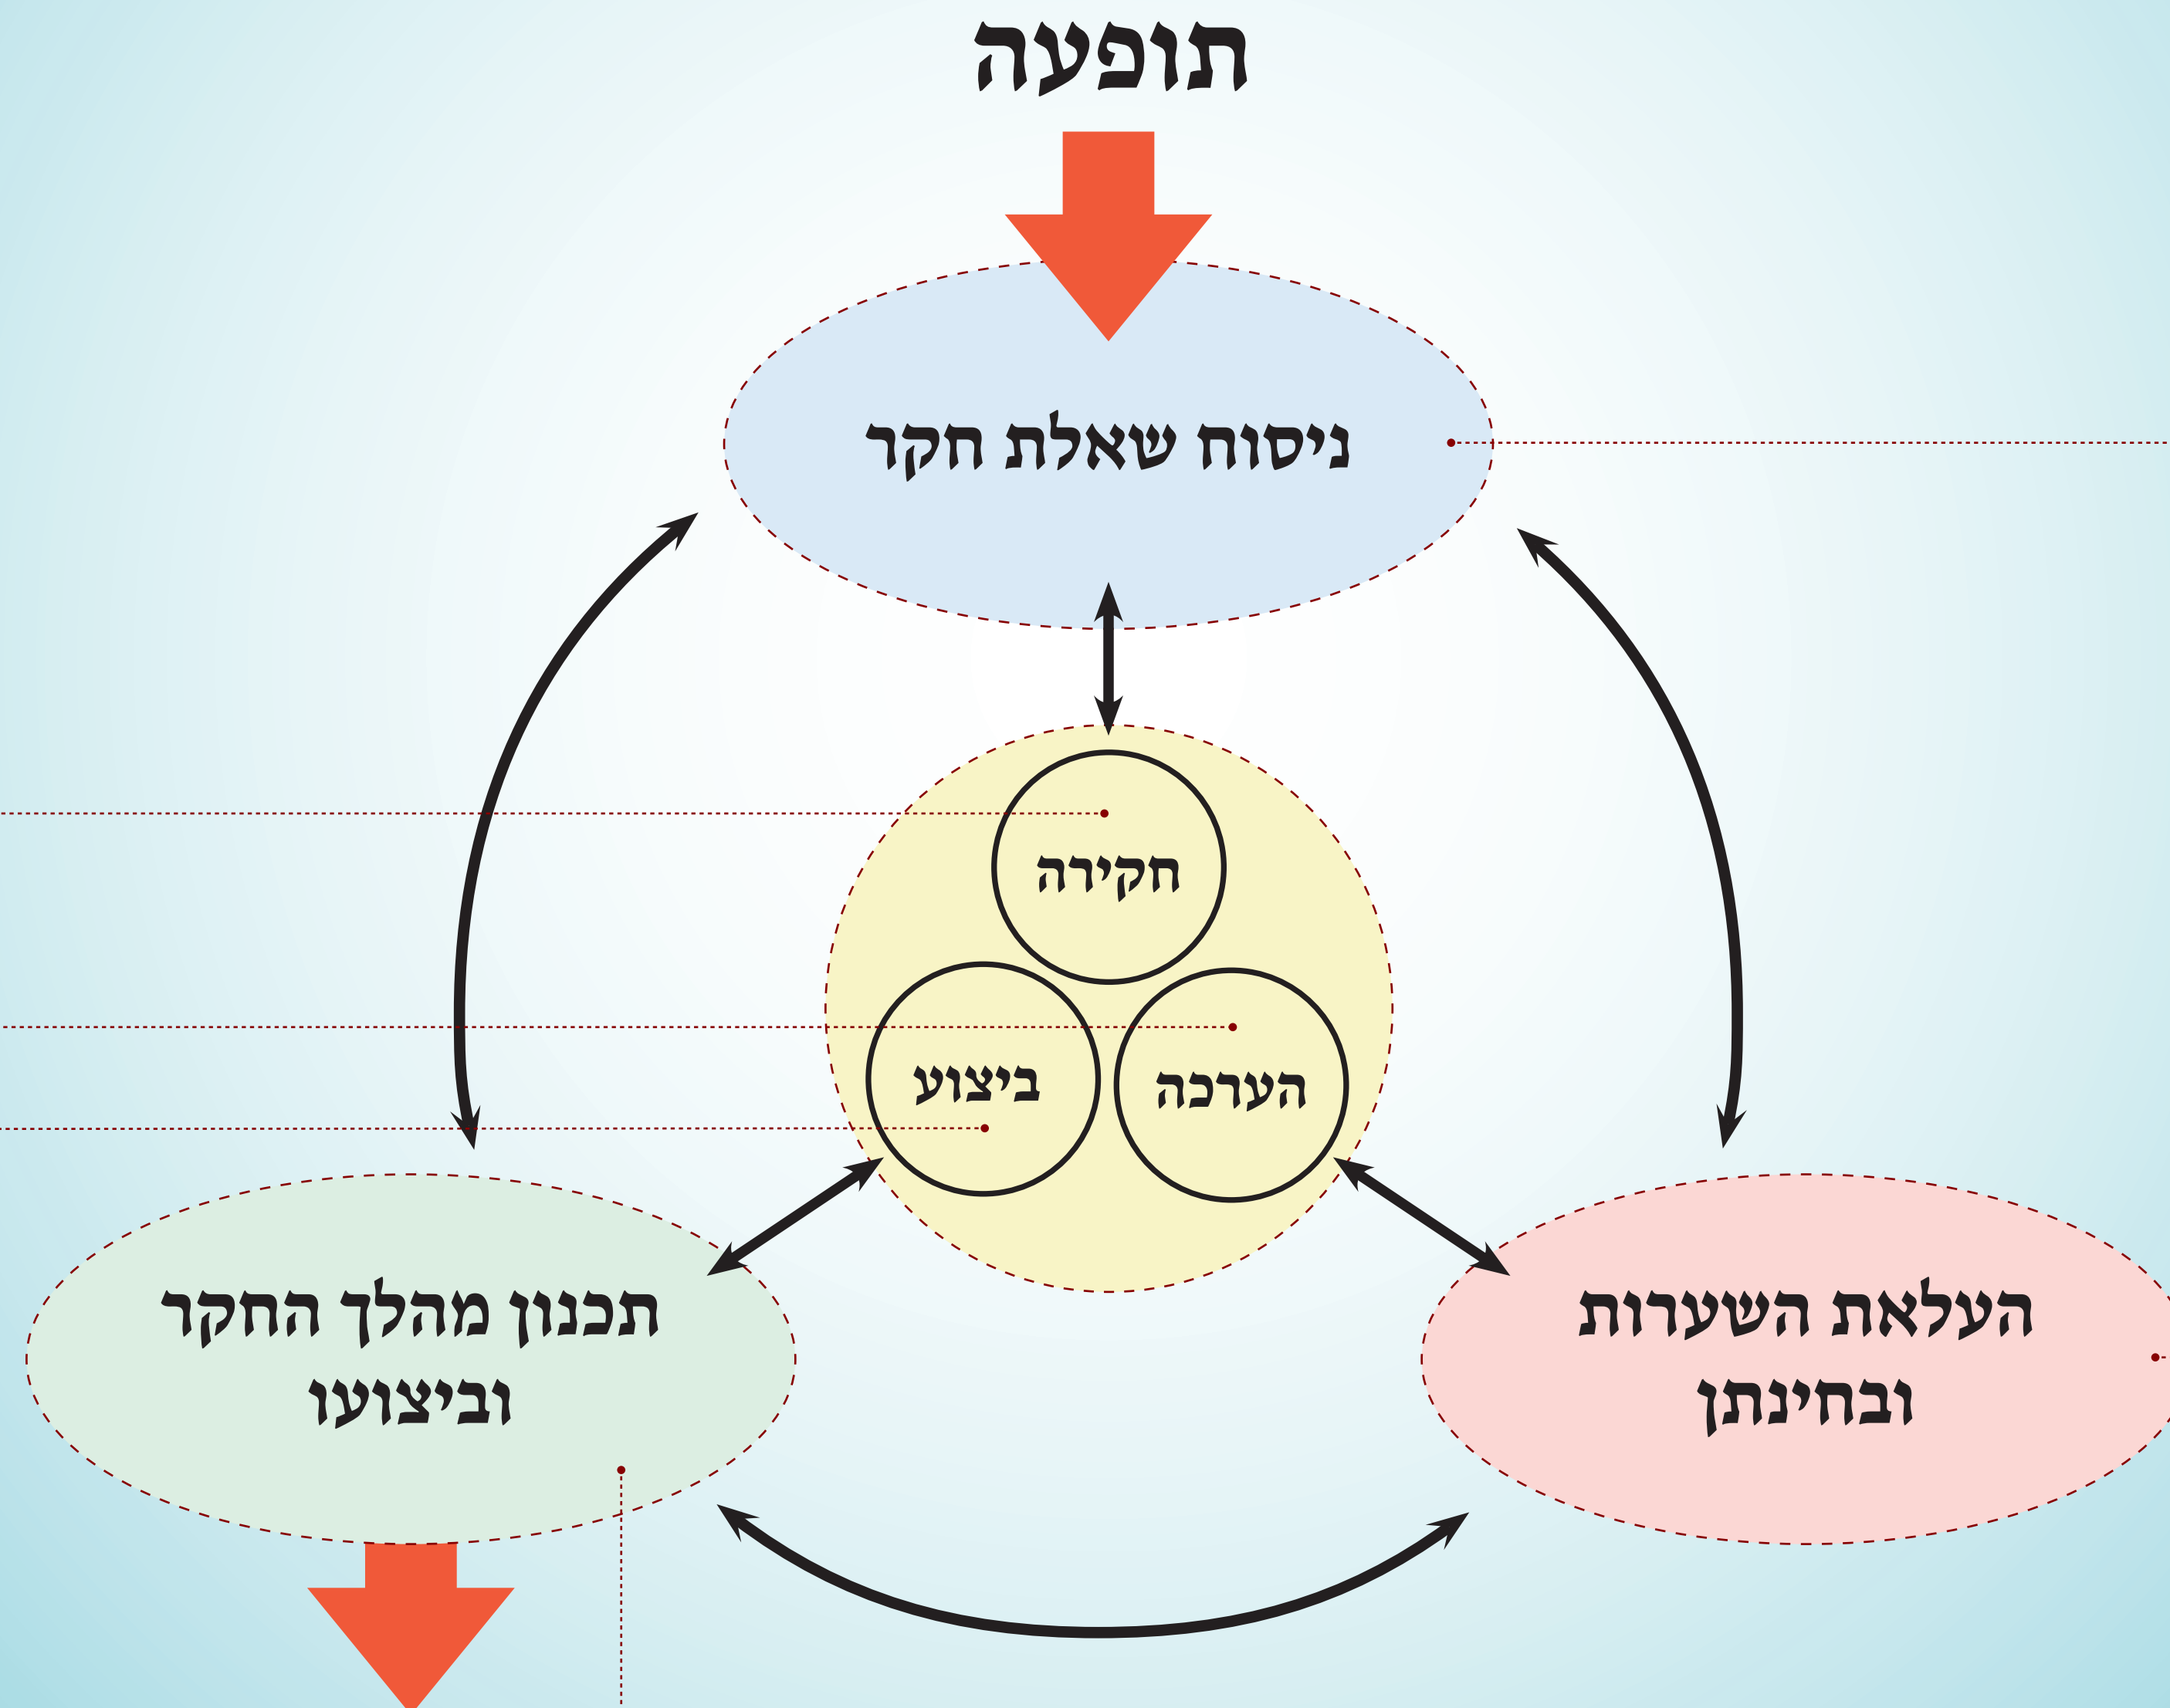 תופעה
ניסוח שאלת חקר
חקירה
הערכה
ביצוע
העלאת השערות
ובחינתן
תכנון מהלך החקר
וביצועו